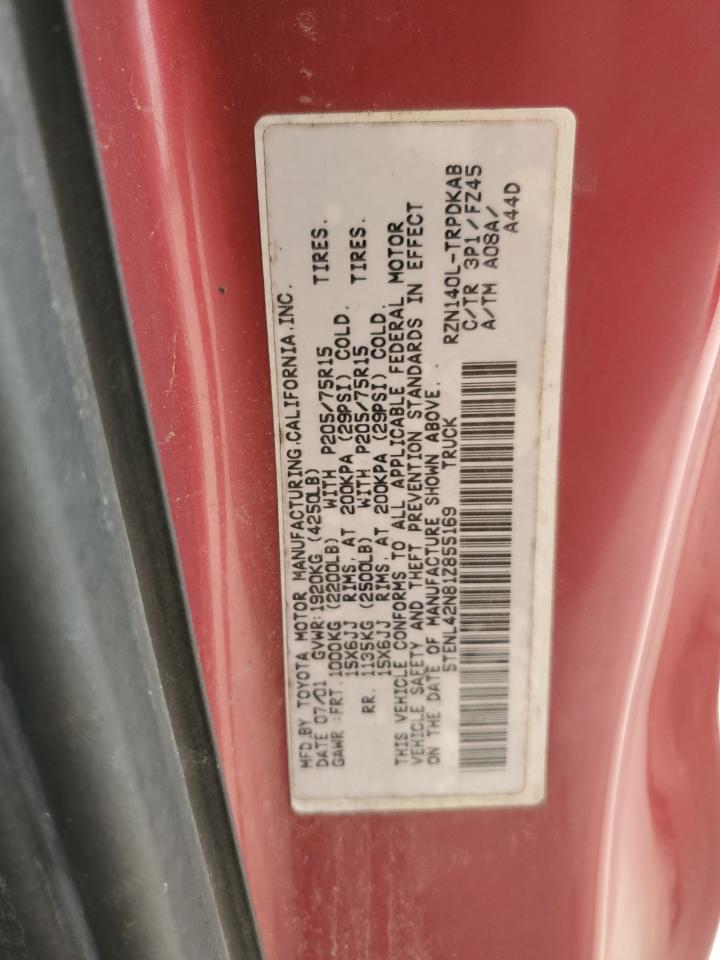 MFD.BY TOYOTA MOTOR MANUFACTURING.CALIFORNIA.INC.
DATE 07/01 GVWR:1920KG (4250LB)
GAWR :FRT.1000KG (2200LB) WITH P205/75R15 TIRES.
15X6JJ RIMS, AT 200KPA (29PSI) COLD.
RR. 1135KG (2500LB) WITH P205/75R15 TIRES.
15X6JJ RIMS, AT 200KPA (29PSI) COLD.
THIS VEHICLE CONFORMS TO ALL APPLICABLE FEDERAL MOTOR
VEHICLE SAFETY AND THEFT PREVENTION STANDARDS IN EFFECT
ON THE DATE OF MANUFACTURE SHOWN ABOVE.
5TENL42N81Z855169 TRUCK
RZN140L-TRPDKAB
C/TR 3P1/FZ45
A/TM A08A/
A44D